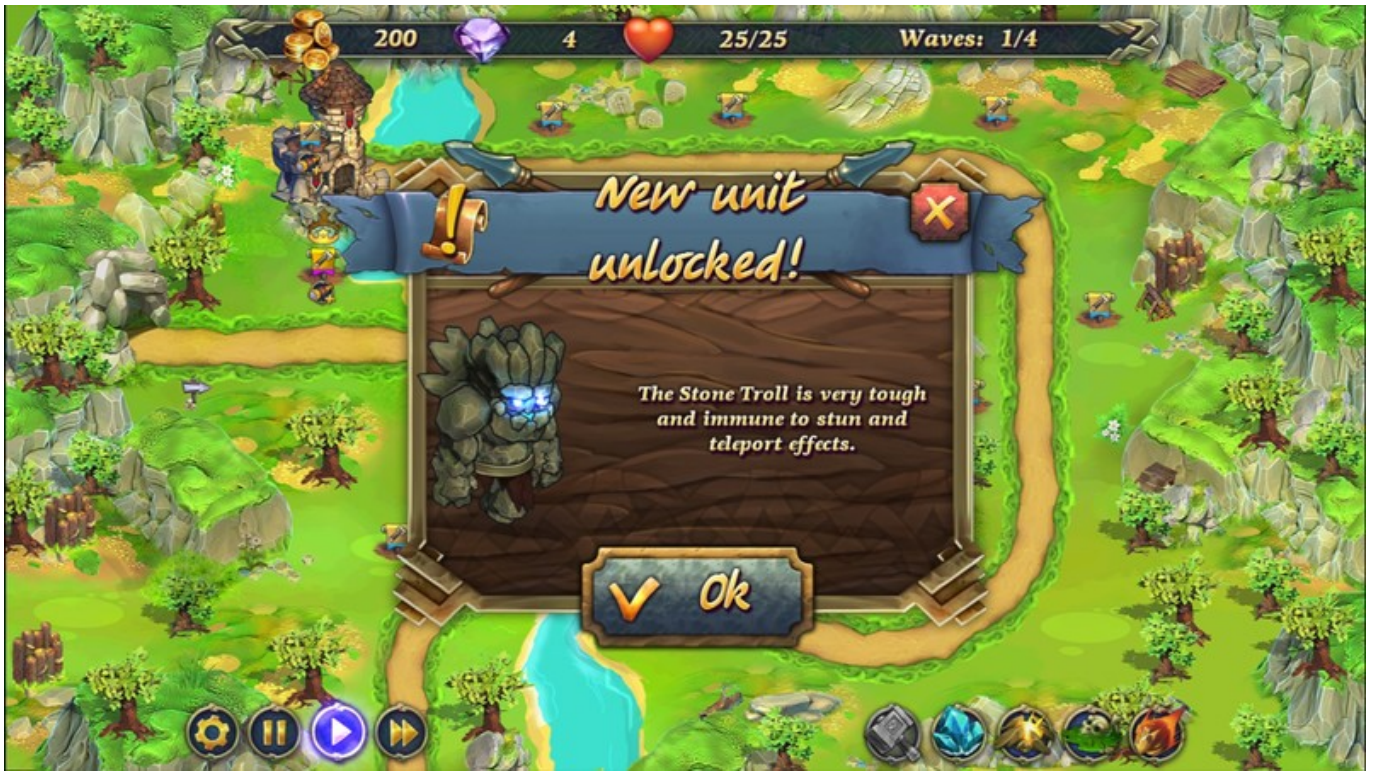 200 4 25/25 Waves: 1/4
New unit
unlocked!
The Stone Troll is very tough
and immune to stun and
teleport effects.
Ok